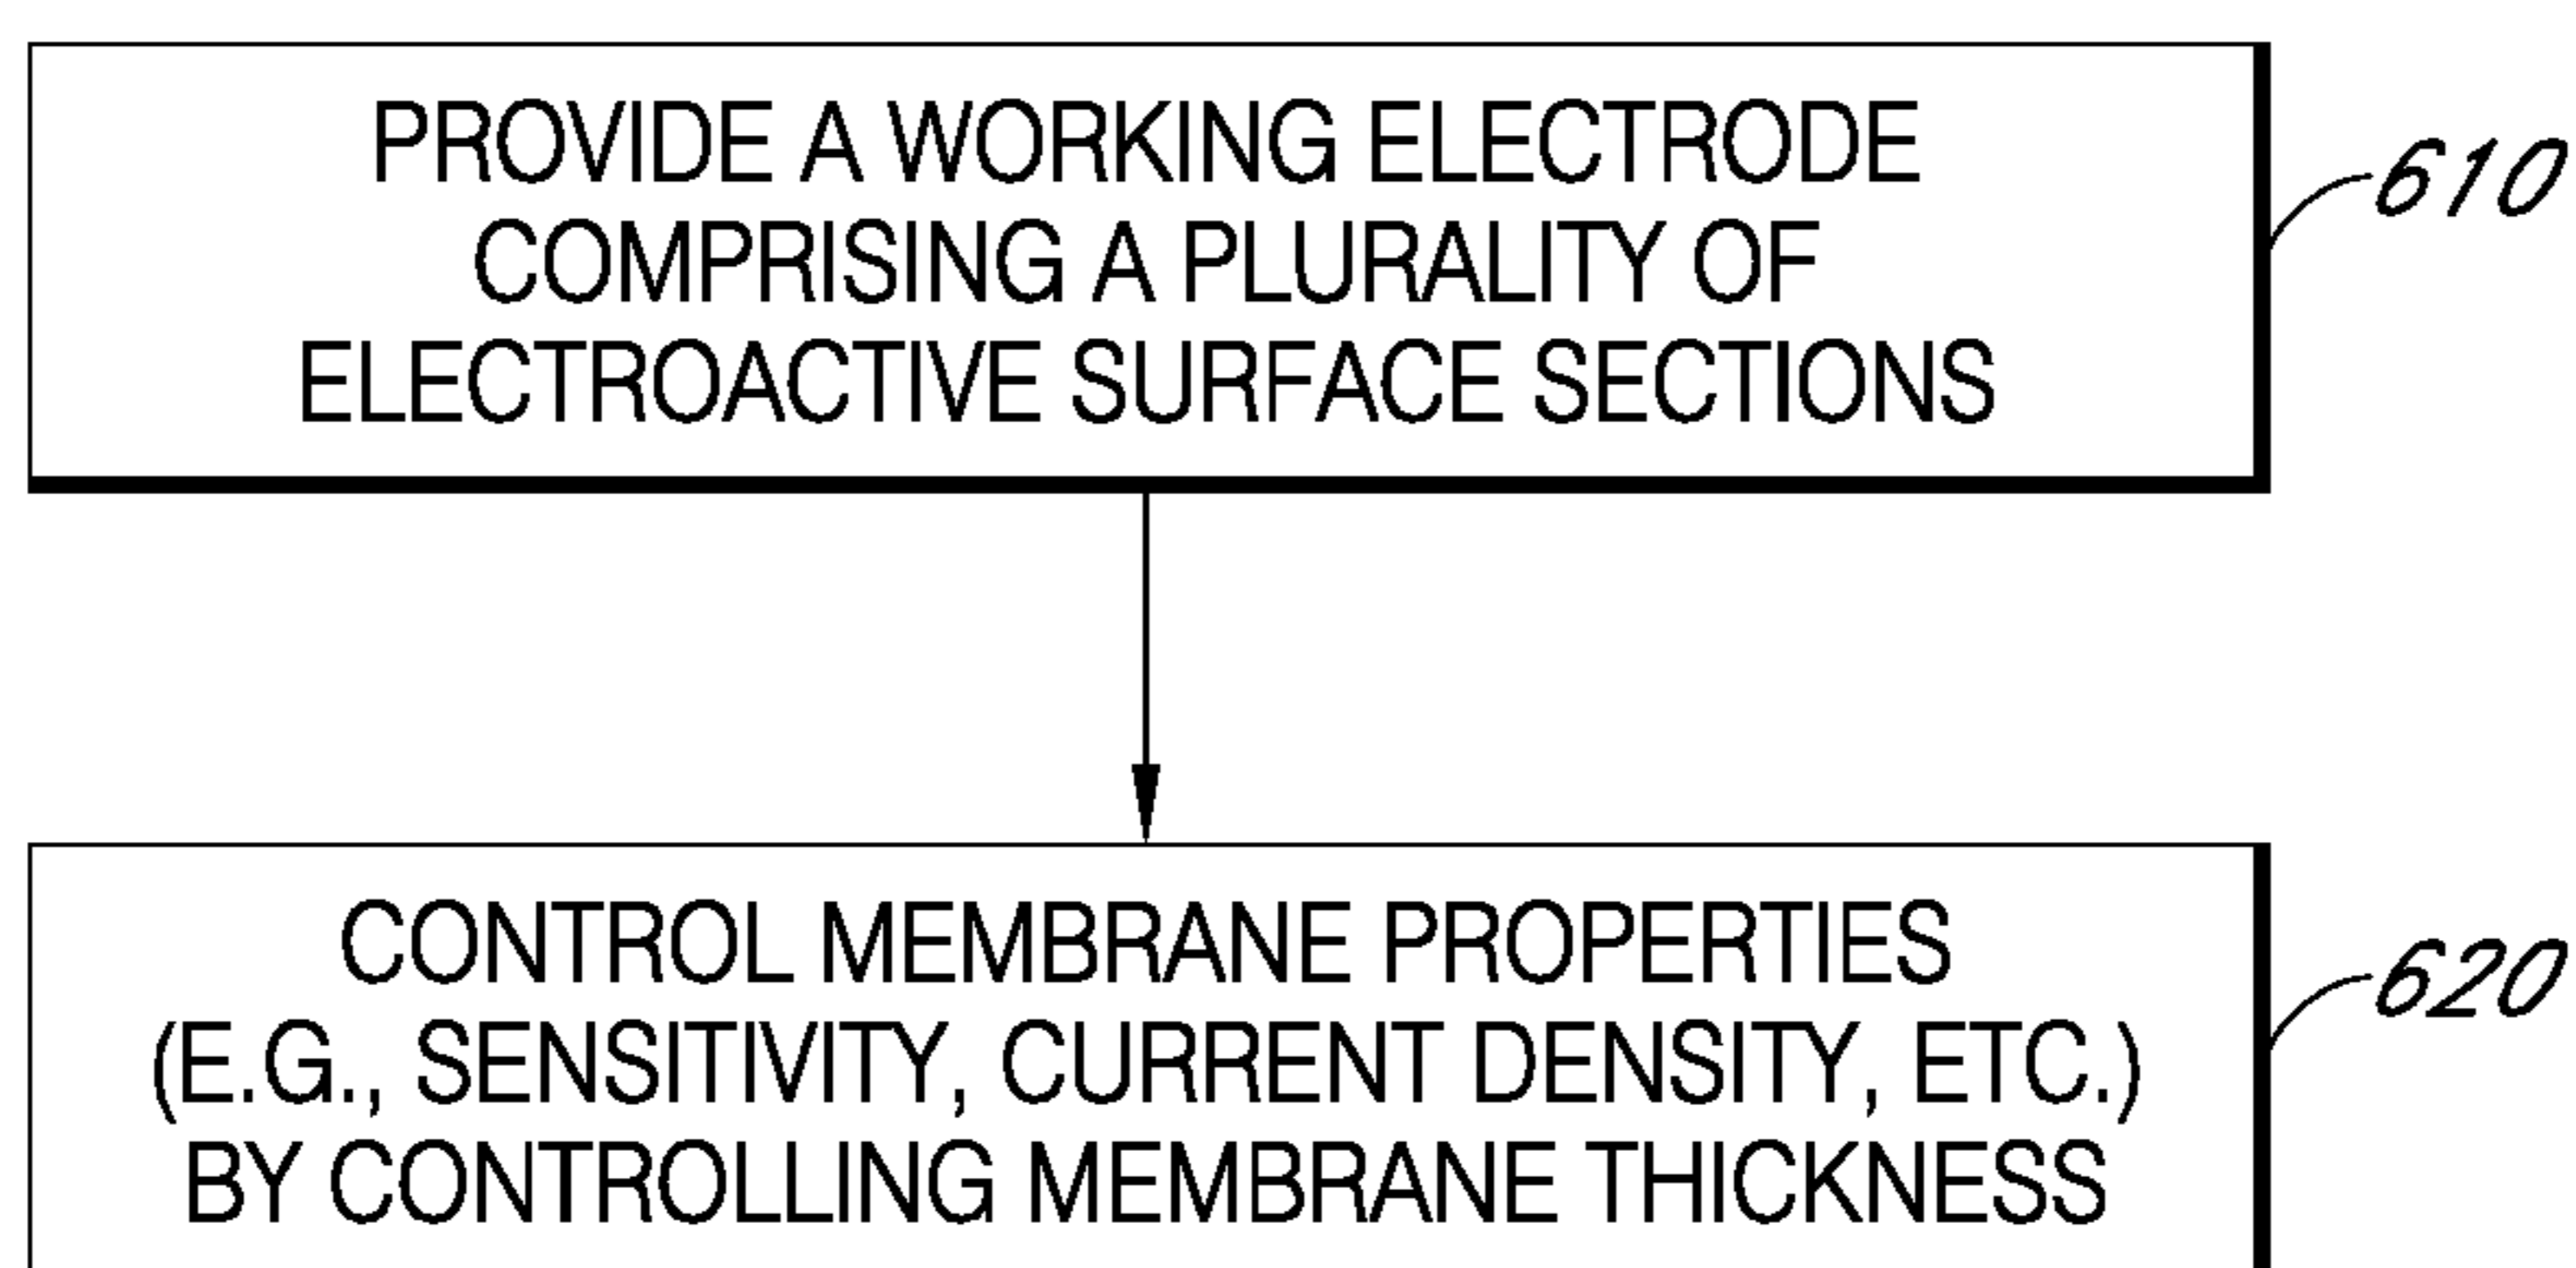 PROVIDE A WORKING ELECTRODE
COMPRISING A PLURALITY OF
ELECTROACTIVE SURFACE SECTIONS
610
CONTROL MEMBRANE PROPERTIES
(E.G., SENSITIVITY, CURRENT DENSITY, ETC.)
BY CONTROLLING MEMBRANE THICKNESS
620